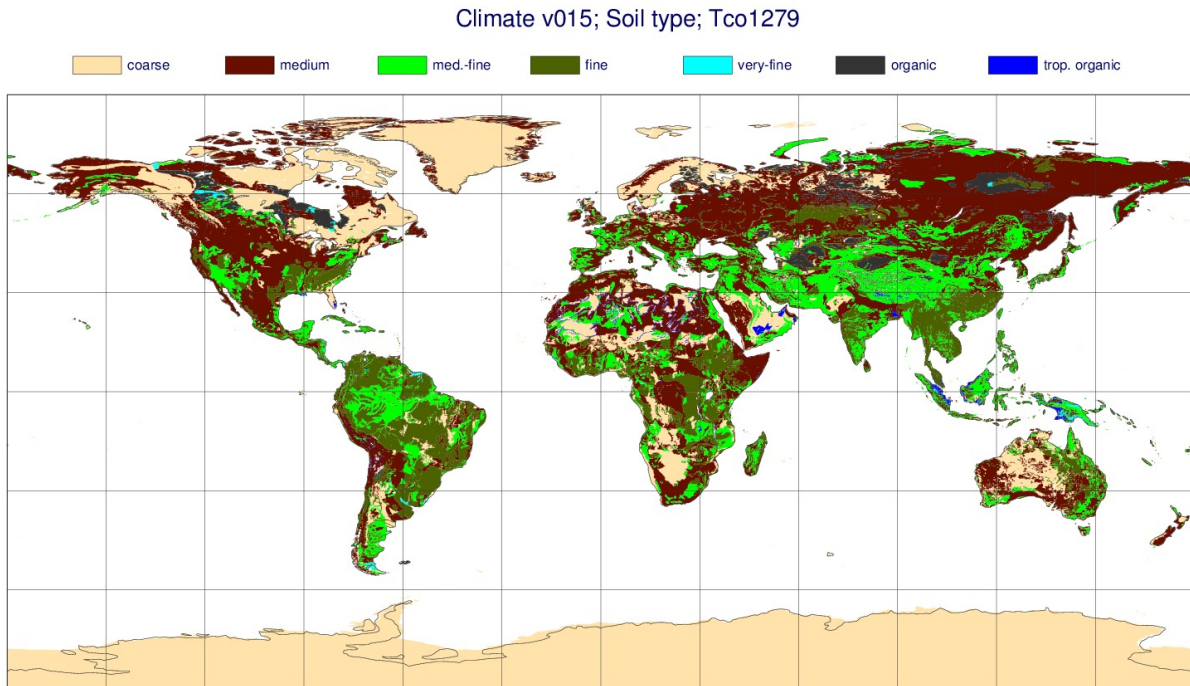 Climate v015; Soil type; Tco1279
coarse medium med.-fine fine very-fine organic trop. organic